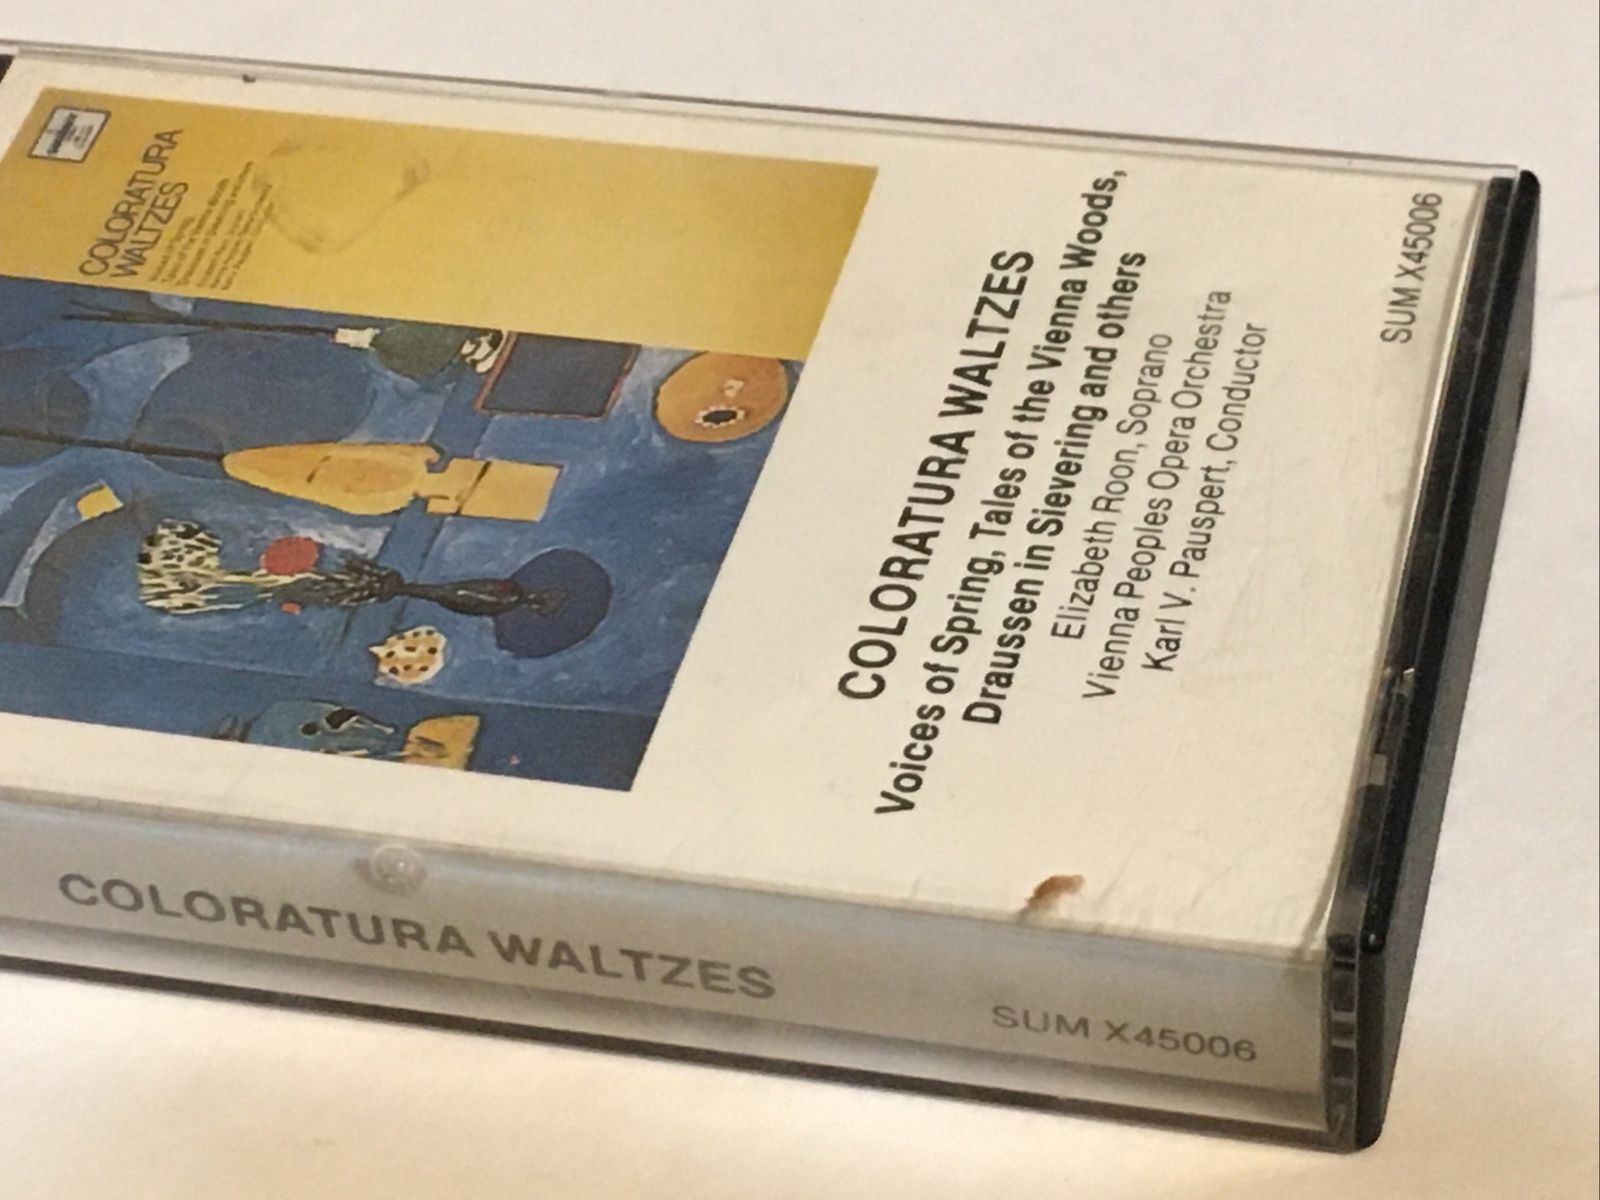 COLORATURA
WALTZES
COLORATURA WALTZES
Voices of Spring, Tales of the Vienna Woods,
Draussen in Sievering and others
Elizabeth Roon, Soprano
Vienna Peoples Opera Orchestra
Karl V. Pauspert, Conductor
SUM X45006
COLORATURA WALTZES
SUM X45006